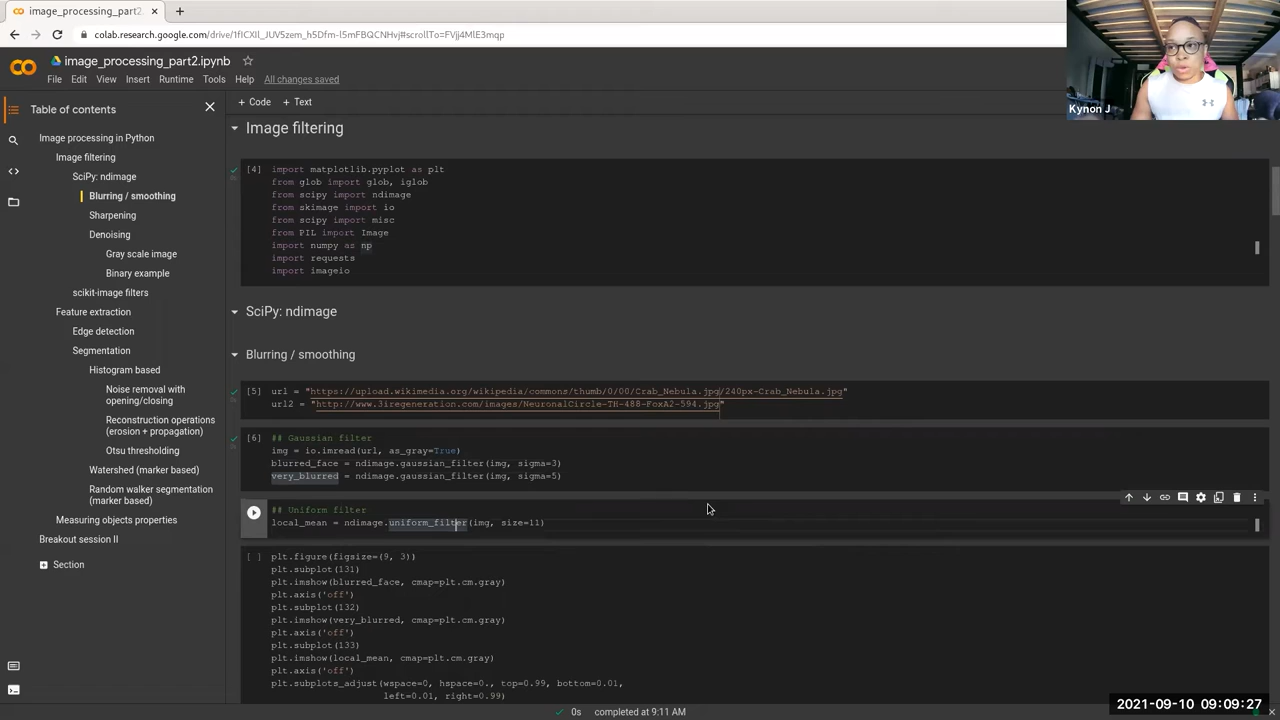 image_processing_part2.
colab.research.google.com/drive/1fICXIl_JUV5zem_h5Dfm-l5mFBQCNHvj#scrollTo=FVjj4MlE3mqp
image_processing_part2.ipynb
File Edit View Insert Runtime Tools Help All changes saved
Table of contents
Image processing in Python
Image filtering
SciPy: ndimage
Blurring / smoothing
Sharpening
Denoising
Gray scale image
Binary example
scikit-image filters
Feature extraction
Edge detection
Segmentation
Histogram based
Noise removal with
opening/closing
Reconstruction operations
(erosion + propagation)
Otsu thresholding
Watershed (marker based)
Random walker segmentation
(marker based)
Measuring objects properties
Breakout session II
Section
+ Code + Text
Image filtering
[4] import matplotlib.pyplot as plt
from glob import glob, iglob
from scipy import ndimage
from skimage import io
from scipy import misc
from PIL import Image
import numpy as np
import requests
import imageio
SciPy: ndimage
Blurring / smoothing
[5] url = "https://upload.wikimedia.org/wikipedia/commons/thumb/0/00/Crab_Nebula.jpg/240px-Crab_Nebula.jpg"
url2 = "http://www.3iregeneration.com/images/NeuronalCircle-TH-488-FoxA2-594.jpg"
[6] ## Gaussian filter
img = io.imread(url, as_gray=True)
blurred_face = ndimage.gaussian_filter(img, sigma=3)
very_blurred = ndimage.gaussian_filter(img, sigma=5)
## Uniform filter
local_mean = ndimage.uniform_filter(img, size=11)
[ ] plt.figure(figsize=(9, 3))
plt.subplot(131)
plt.imshow(blurred_face, cmap=plt.cm.gray)
plt.axis('off')
plt.subplot(132)
plt.imshow(very_blurred, cmap=plt.cm.gray)
plt.axis('off')
plt.subplot(133)
plt.imshow(local_mean, cmap=plt.cm.gray)
plt.axis('off')
plt.subplots_adjust(wspace=0, hspace=0., top=0.99, bottom=0.01,
left=0.01, right=0.99)
0s completed at 9:11 AM
Kynon J
2021-09-10 09:09:27